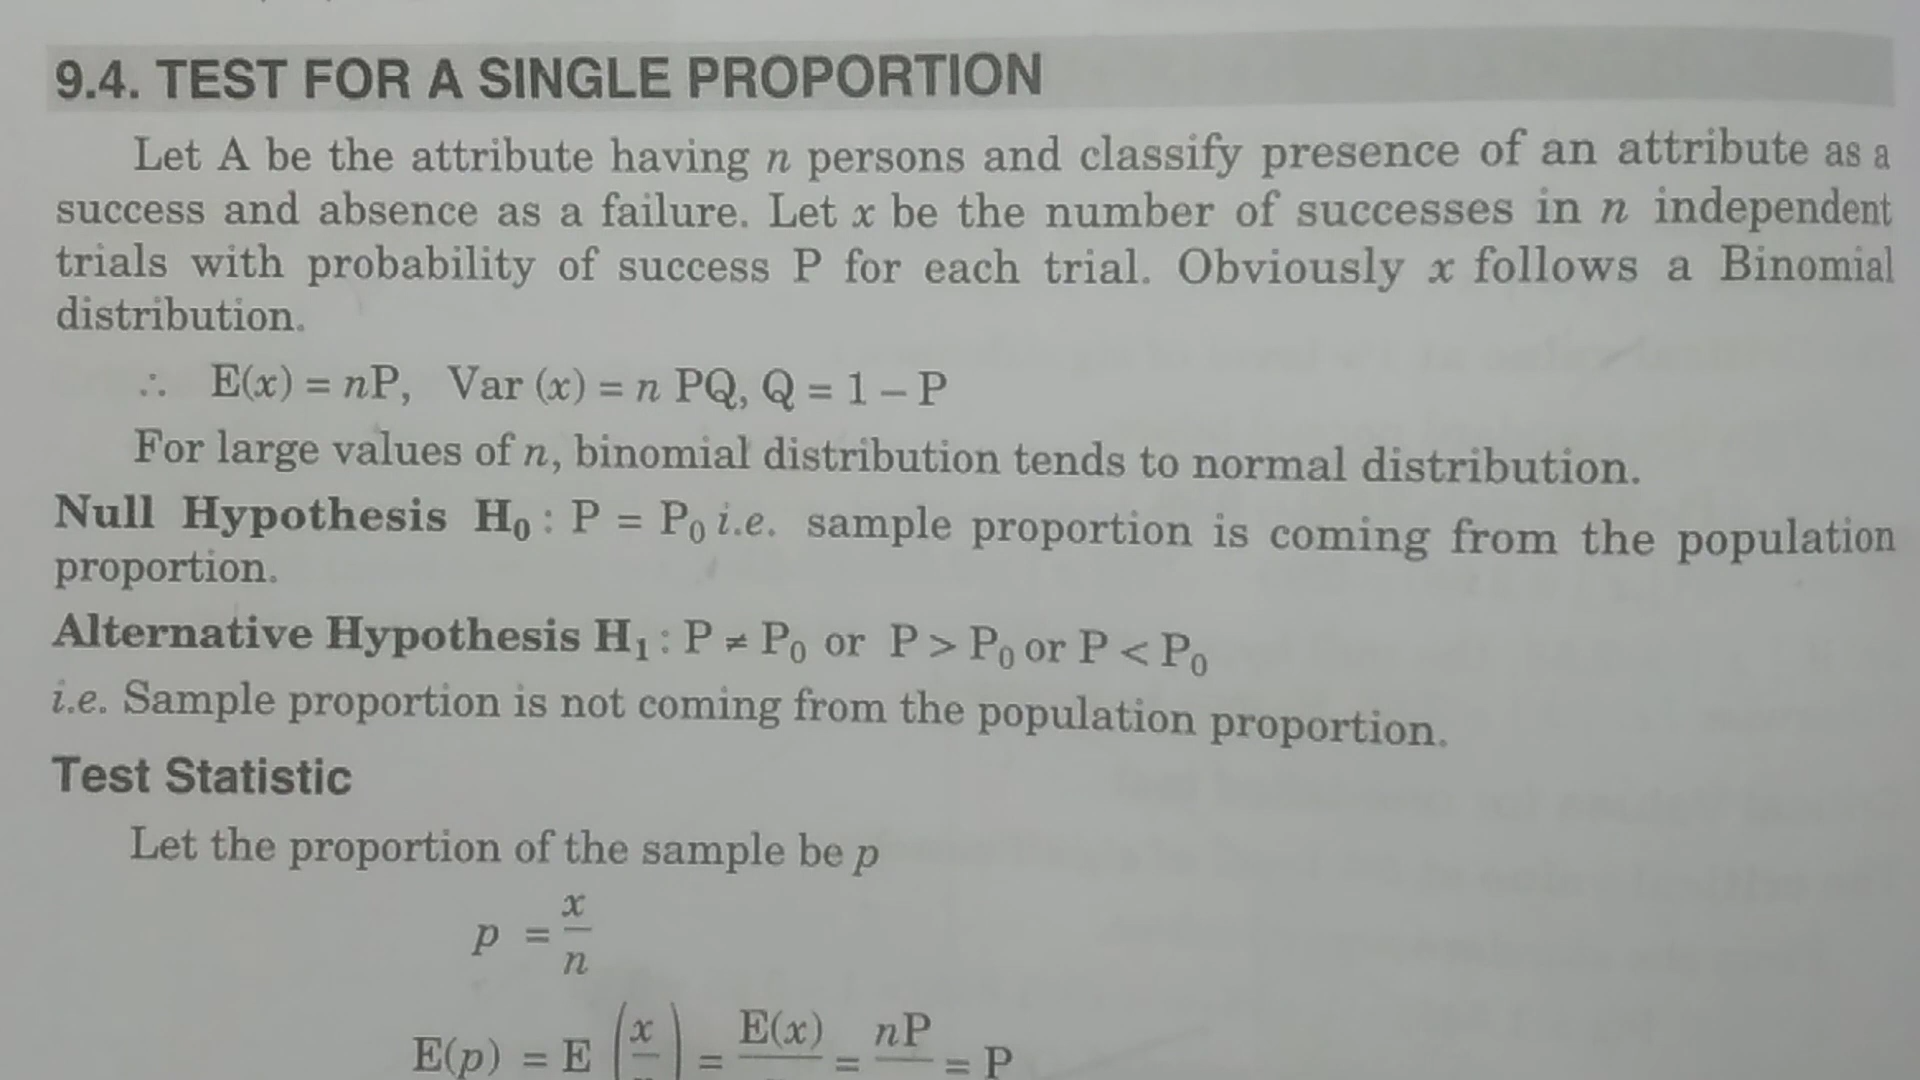 9.4. TEST FOR A SINGLE PROPORTION
Let A be the attribute having n persons and classify presence of an attribute as a
success and absence as a failure. Let x be the number of successes in n independent
trials with probability of success P for each trial. Obviously x follows a Binomial
distribution.
∴ E(x) = nP, Var (x) = n PQ, Q = 1 – P
For large values of n, binomial distribution tends to normal distribution.
Null Hypothesis H₀ : P = P₀ i.e. sample proportion is coming from the population
proportion.
Alternative Hypothesis H₁ : P ≠ P₀ or P > P₀ or P < P₀
i.e. Sample proportion is not coming from the population proportion.
Test Statistic
Let the proportion of the sample be p
p = x/n
E(p) = E (x/ ) = E(x)/ = nP/ = P